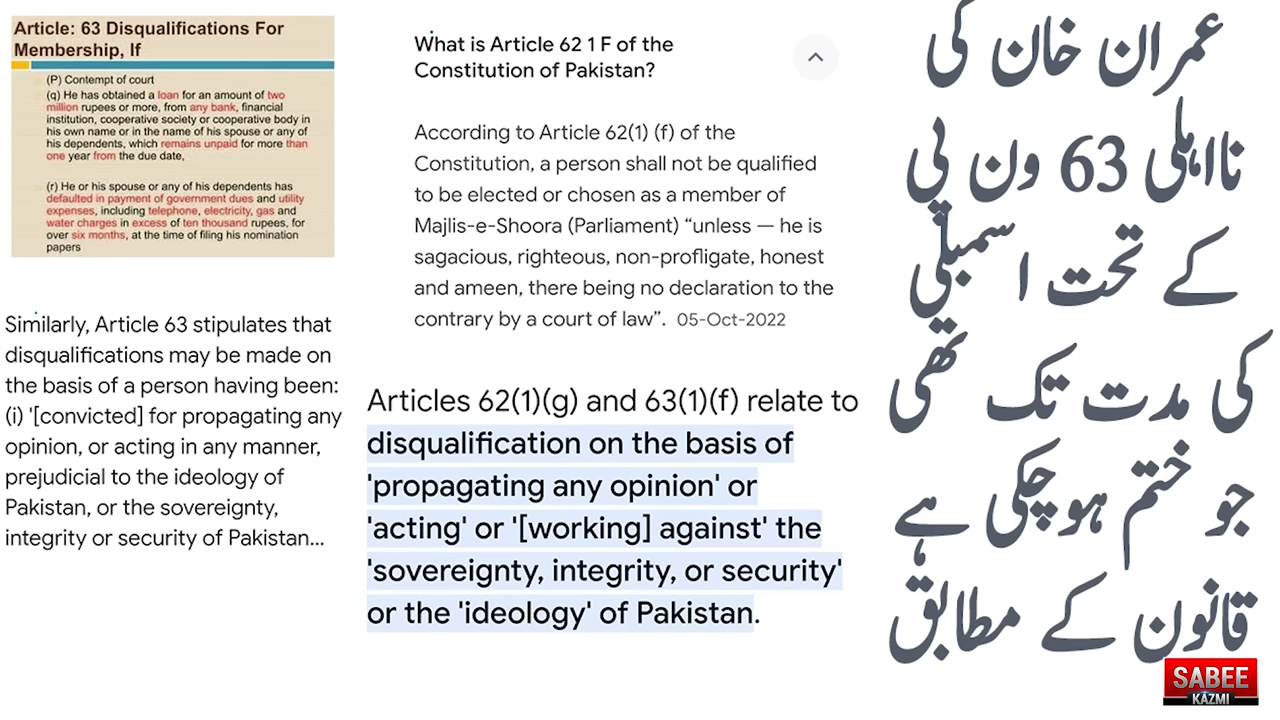 Article: 63 Disqualifications For
Membership, If
(P) Contempt of court
(q) He has obtained a loan for an amount of two
million rupees or more, from any bank, financial
institution, cooperative society or cooperative body in
his own name or in the name of his spouse or any of
his dependents, which remains unpaid for more than
one year from the due date,
(r) He or his spouse or any of his dependents has
defaulted in payment of government dues and utility
expenses, including telephone, electricity, gas and
water charges in excess of ten thousand rupees, for
over six months, at the time of filing his nomination
papers
Similarly, Article 63 stipulates that
disqualifications may be made on
the basis of a person having been:
(i) '[convicted] for propagating any
opinion, or acting in any manner,
prejudicial to the ideology of
Pakistan, or the sovereignty,
integrity or security of Pakistan...
What is Article 62 1 F of the
Constitution of Pakistan?
According to Article 62(1) (f) of the
Constitution, a person shall not be qualified
to be elected or chosen as a member of
Majlis-e-Shoora (Parliament) “unless — he is
sagacious, righteous, non-profligate, honest
and ameen, there being no declaration to the
contrary by a court of law”. 05-Oct-2022
Articles 62(1)(g) and 63(1)(f) relate to
disqualification on the basis of
'propagating any opinion' or
'acting' or '[working] against' the
'sovereignty, integrity, or security'
or the 'ideology' of Pakistan.
عمران خان کی
نااہلی 63 ون پی
کے تحت اسمبلی
کی مدت تک تھی
جو ختم ہوچکی ہے
قانون کے مطابق
SABEE
KAZMI